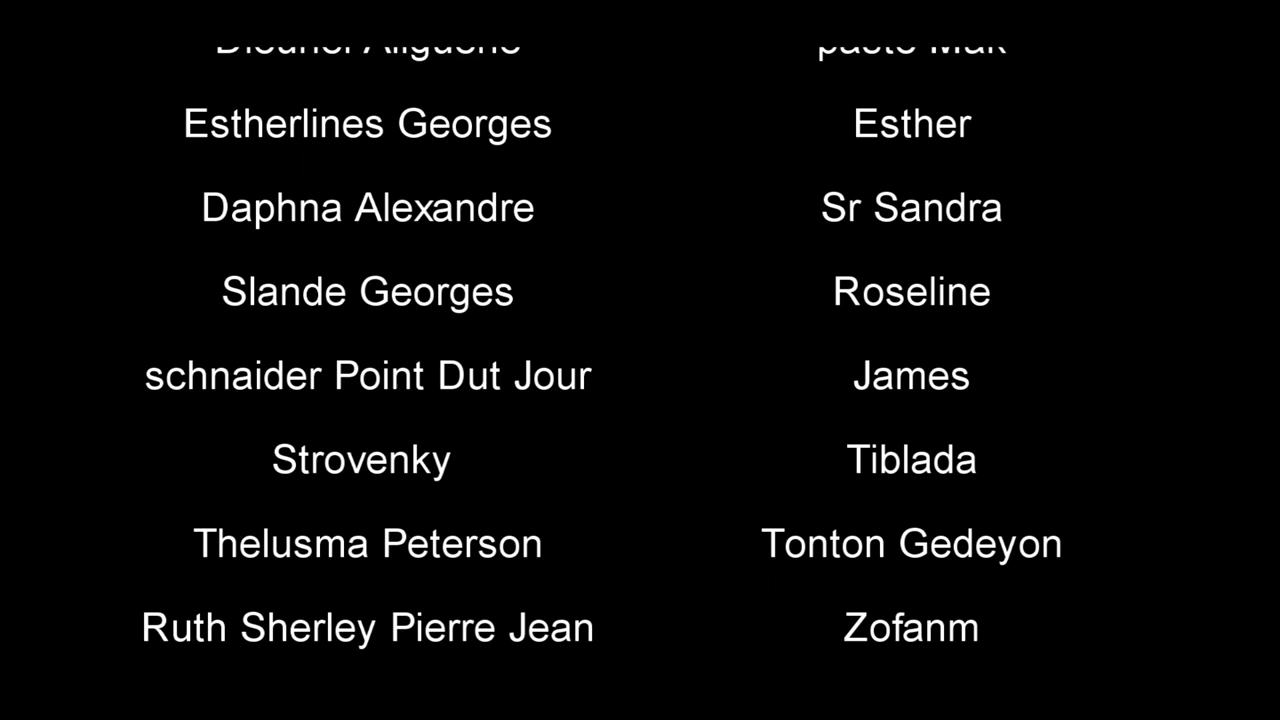 Estherlines Georges Esther
Daphna Alexandre Sr Sandra
Slande Georges Roseline
schnaider Point Dut Jour James
Strovenky Tiblada
Thelusma Peterson Tonton Gedeyon
Ruth Sherley Pierre Jean Zofanm